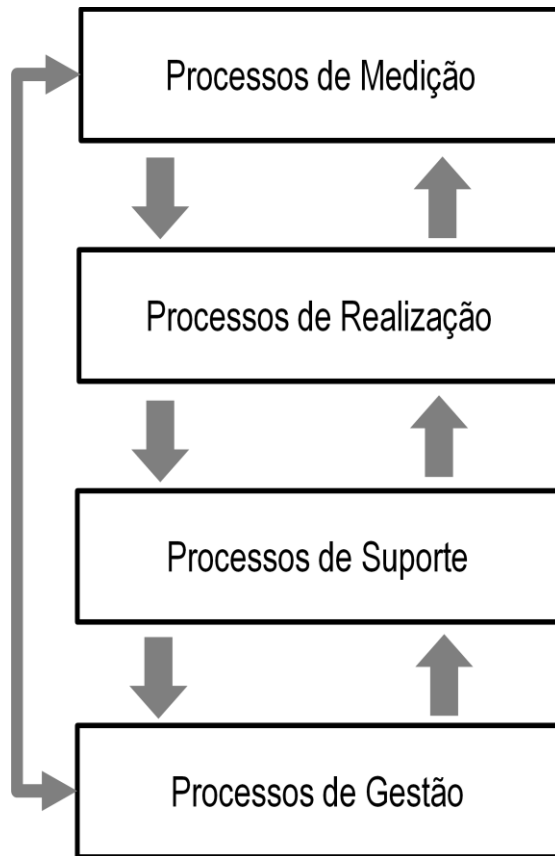 Processos de Medição
Processos de Realização
Processos de Suporte
Processos de Gestão